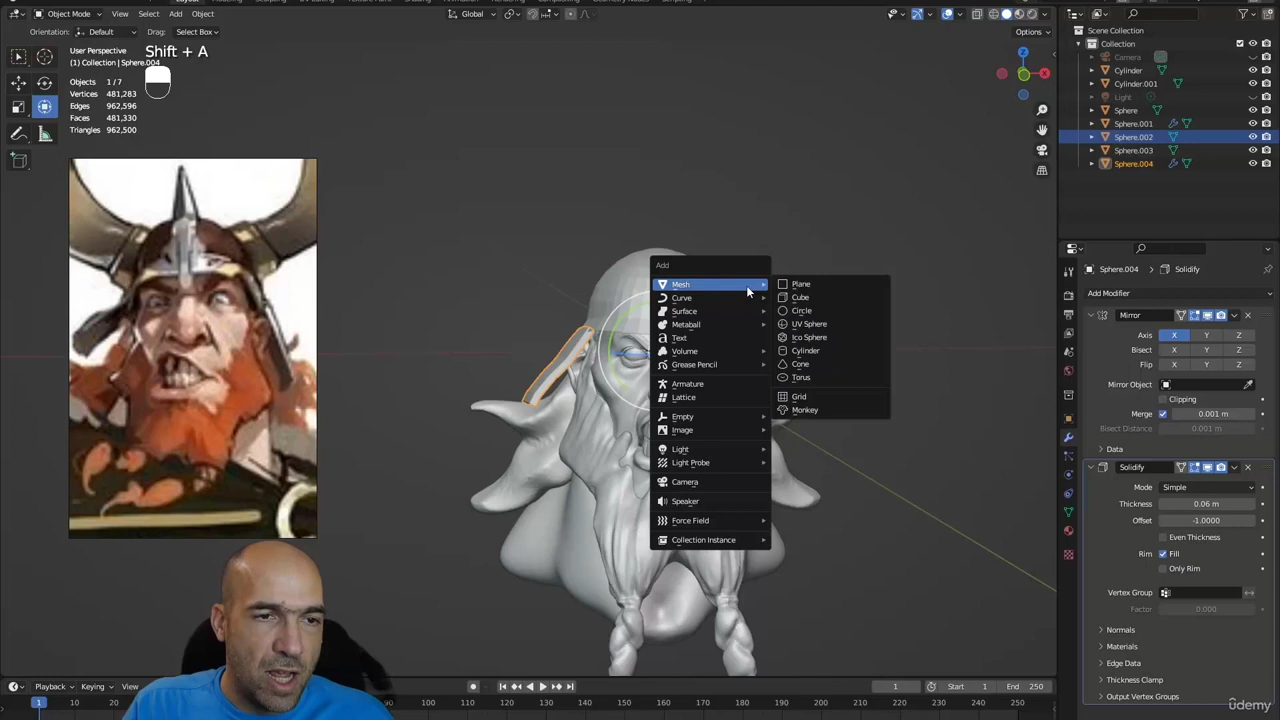 Object Mode
View
Select
Add
Object
Global
Options
Orientation:
Default
Drag:
Select Box
Shift + A
User Perspective
(1) Collection | Sphere.004
Objects 1 / 7
Vertices 481,283
Edges 962,596
Faces 481,330
Triangles 962,500
Add
Mesh
Curve
Surface
Metaball
Text
Volume
Grease Pencil
Armature
Lattice
Empty
Image
Light
Light Probe
Camera
Speaker
Force Field
Collection Instance
Plane
Cube
Circle
UV Sphere
Ico Sphere
Cylinder
Cone
Torus
Grid
Monkey
Z
X
Scene Collection
Collection
Camera
Cylinder
Cylinder.001
Light
Sphere
Sphere.001
Sphere.002
Sphere.003
Sphere.004
Sphere.004 > Solidify
Add Modifier
Mirror
Axis X Y Z
Bisect X Y Z
Flip X Y Z
Mirror Object
Clipping
Merge 0.001 m
Bisect Distance 0.001 m
Data
Solidify
Mode Simple
Thickness 0.06 m
Offset -1.0000
Even Thickness
Rim Fill
Only Rim
Vertex Group
Factor 0.000
Normals
Materials
Edge Data
Thickness Clamp
Output Vertex Groups
Playback
Keying
View
1
Start 1
End 250
1 10 20 30
120 130 140 150 160 170 180 190 200 210 220 230 240 250
udemy